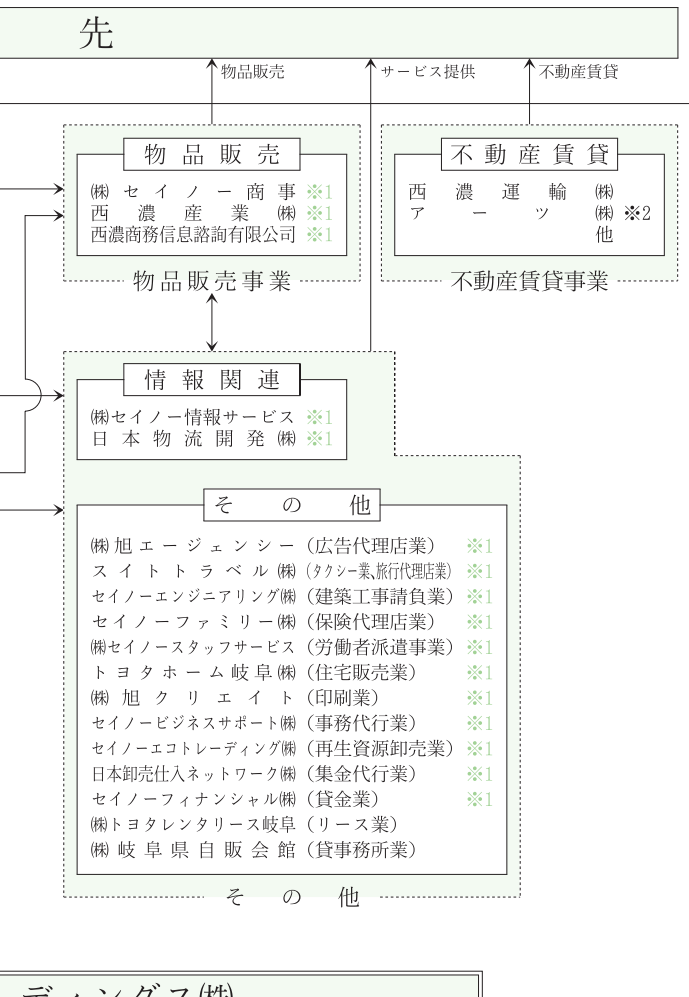 先
物品販売
サービス提供
不動産賃貸
物品販売
㈱セイノー商事 ※1
西濃産業㈱ ※1
西濃商務信息諮詢有限公司 ※1
物品販売事業
不動産賃貸
西濃運輸㈱
アーツ㈱ ※2
他
不動産賃貸事業
情報関連
㈱セイノー情報サービス ※1
日本物流開発㈱ ※1
その他
㈱旭エージェンシー（広告代理店業） ※1
スイトトラベル㈱（タクシー業、旅行代理店業） ※1
セイノーエンジニアリング㈱（建築工事請負業） ※1
セイノーファミリー㈱（保険代理店業） ※1
㈱セイノースタッフサービス（労働者派遣事業） ※1
トヨタホーム岐阜㈱（住宅販売業） ※1
㈱旭クリエイト（印刷業） ※1
セイノービジネスサポート㈱（事務代行業） ※1
セイノーエコトレーディング㈱（再生資源卸売業） ※1
日本卸売仕入ネットワーク㈱（集金代行業） ※1
セイノーフィナンシャル㈱（貸金業） ※1
㈱トヨタレンタリース岐阜（リース業）
㈱岐阜県自販会館（貸事務所業）
その他
ディングス㈱